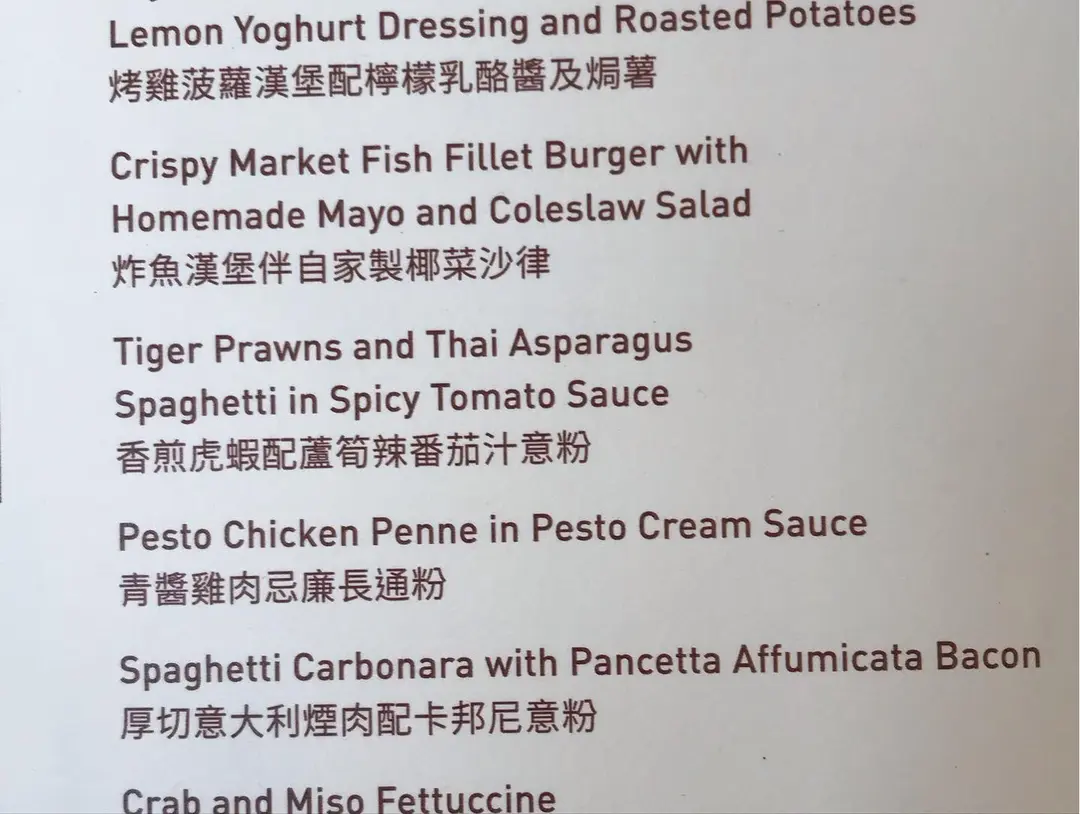 Lemon Yoghurt Dressing and Roasted Potatoes
烤雞菠蘿漢堡配檸檬乳酪醬及焗薯
Crispy Market Fish Fillet Burger with
Homemade Mayo and Coleslaw Salad
炸魚漢堡伴自家製椰菜沙律
Tiger Prawns and Thai Asparagus
Spaghetti in Spicy Tomato Sauce
香煎虎蝦配蘆筍辣番茄汁意粉
Pesto Chicken Penne in Pesto Cream Sauce
青醬雞肉忌廉長通粉
Spaghetti Carbonara with Pancetta Affumicata Bacon
厚切意大利煙肉配卡邦尼意粉
Crab and Miso Fettuccine